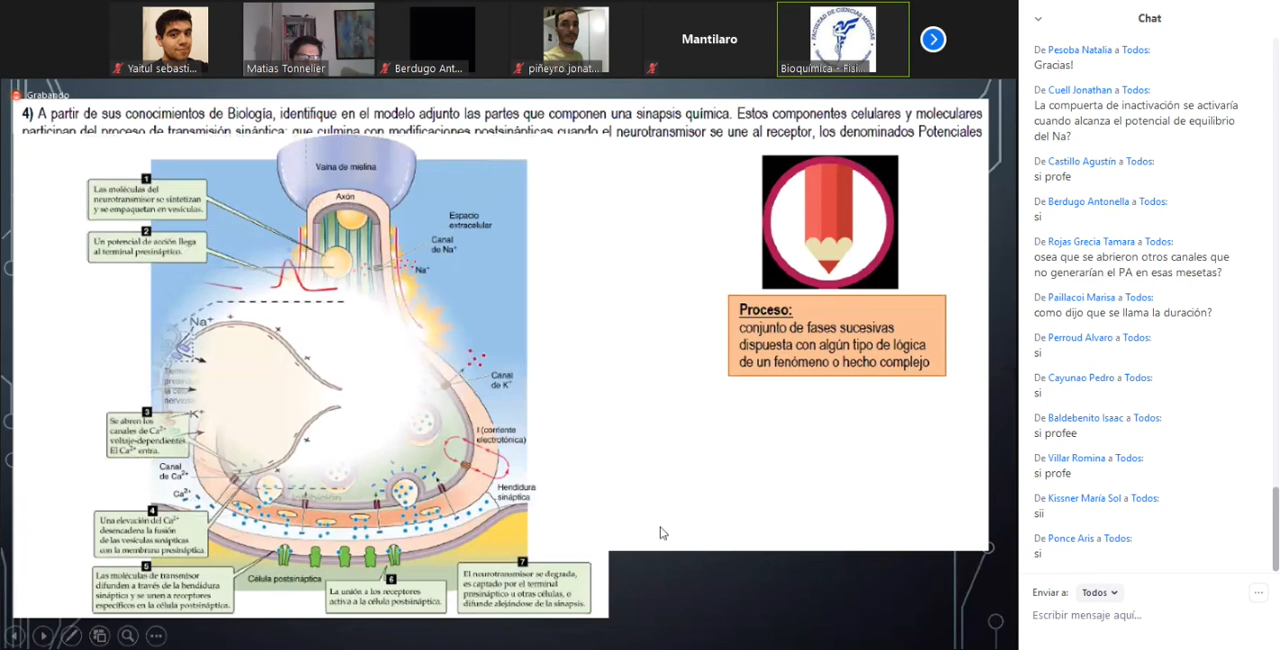 Yaitul sebasti...
Matias Tonnelier
Berdugo Ant...
piñeyro jonat...
Mantilaro
FACULTAD DE CIENCIAS MEDICAS
Bioquímica - Fisi...
Grabando
4) A partir de sus conocimientos de Biología, identifique en el modelo adjunto las partes que componen una sinapsis química. Estos componentes celulares y moleculares
participan del proceso de transmisión sináptica; que culmina con modificaciones postsinápticas cuando el neurotransmisor se une al receptor, los denominados Potenciales
Vaina de mielina
Axón
1
Las moléculas del
neurotransmisor se sintetizan
y se empaquetan en vesículas.
2
Un potencial de acción llega
al terminal presináptico.
Espacio
extracelular
Canal
de Na+
Na+
Na+
K+
Canal
de K+
3
Se abren los
canales de Ca2+
voltaje-dependientes.
El Ca2+ entra.
I (corriente
electrotónica)
Canal
de Ca2+
Ca2+
Hendidura
sináptica
4
Una elevación del Ca2+
desencadena la fusión
de las vesículas sinápticas
con la membrana presináptica.
5
Las moléculas de transmisor
difunden a través de la hendidura
sináptica y se unen a receptores
específicos en la célula postsináptica.
Célula postsináptica
6
La unión a los receptores
activa a la célula postsináptica.
7
El neurotransmisor se degrada,
es captado por el terminal
presináptico u otras células, o
difunde alejándose de la sinapsis.
Proceso:
conjunto de fases sucesivas
dispuesta con algún tipo de lógica
de un fenómeno o hecho complejo
Chat
De Pesoba Natalia a Todos:
Gracias!
De Cuell Jonathan a Todos:
La compuerta de inactivación se activaría
cuando alcanza el potencial de equilibrio
del Na?
De Castillo Agustín a Todos:
si profe
De Berdugo Antonella a Todos:
si
De Rojas Grecia Tamara a Todos:
osea que se abrieron otros canales que
no generarían el PA en esas mesetas?
De Paillacoi Marisa a Todos:
como dijo que se llama la duración?
De Perroud Alvaro a Todos:
si
De Cayunao Pedro a Todos:
si
De Baldebenito Isaac a Todos:
si profee
De Villar Romina a Todos:
si profe
De Kissner María Sol a Todos:
sii
De Ponce Aris a Todos:
si
Enviar a: Todos
Escribir mensaje aquí...